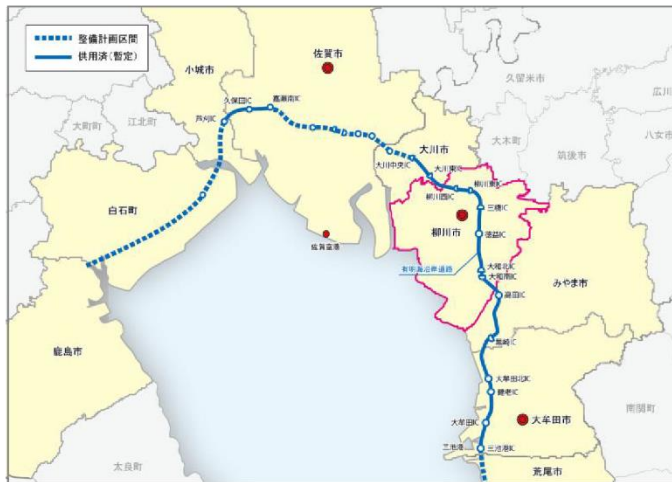 整備計画区間
供用済(暫定)
佐賀市
小城市
久留米市
広川
久保田IC
嘉瀬南IC
芦刈IC
大町町
江北町
大川市
大木町
筑後市
八女市
大川中央IC
大川東IC
白石町
柳川西IC
柳川東IC
三橋IC
柳川市
徳益IC
佐賀空港
有明海沿岸道路
大和北IC
大和南IC
みやま市
高田IC
鹿島市
黒崎IC
大牟田北IC
健老IC
南関町
大牟田IC
大牟田市
三池港
三池港IC
太良町
荒尾市